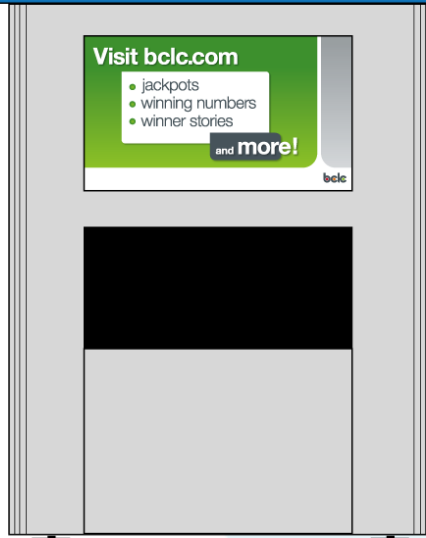 Visit bclc.com
• jackpots
• winning numbers
• winner stories
and more!
bclc